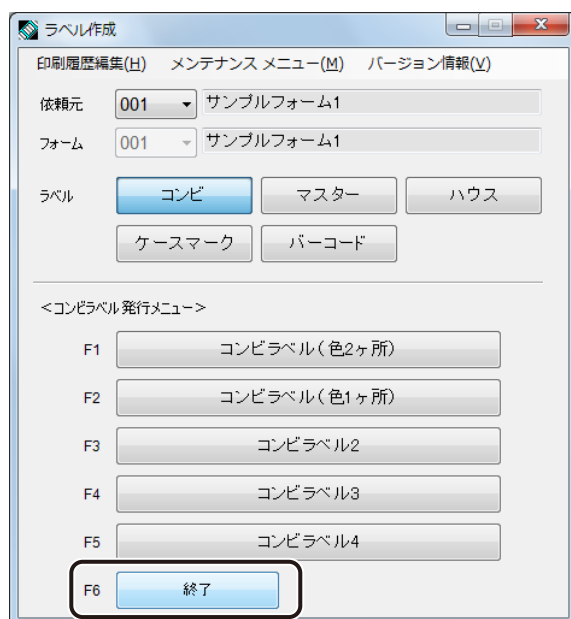 ラベル作成
印刷履歴編集(H) メンテナンス メニュー(M) バージョン情報(V)
依頼元 001 サンプルフォーム1
フォーム 001 サンプルフォーム1
ラベル コンビ マスター ハウス
ケースマーク バーコード
<コンビラベル発行メニュー>
F1 コンビラベル(色2ヶ所)
F2 コンビラベル(色1ヶ所)
F3 コンビラベル2
F4 コンビラベル3
F5 コンビラベル4
F6 終了